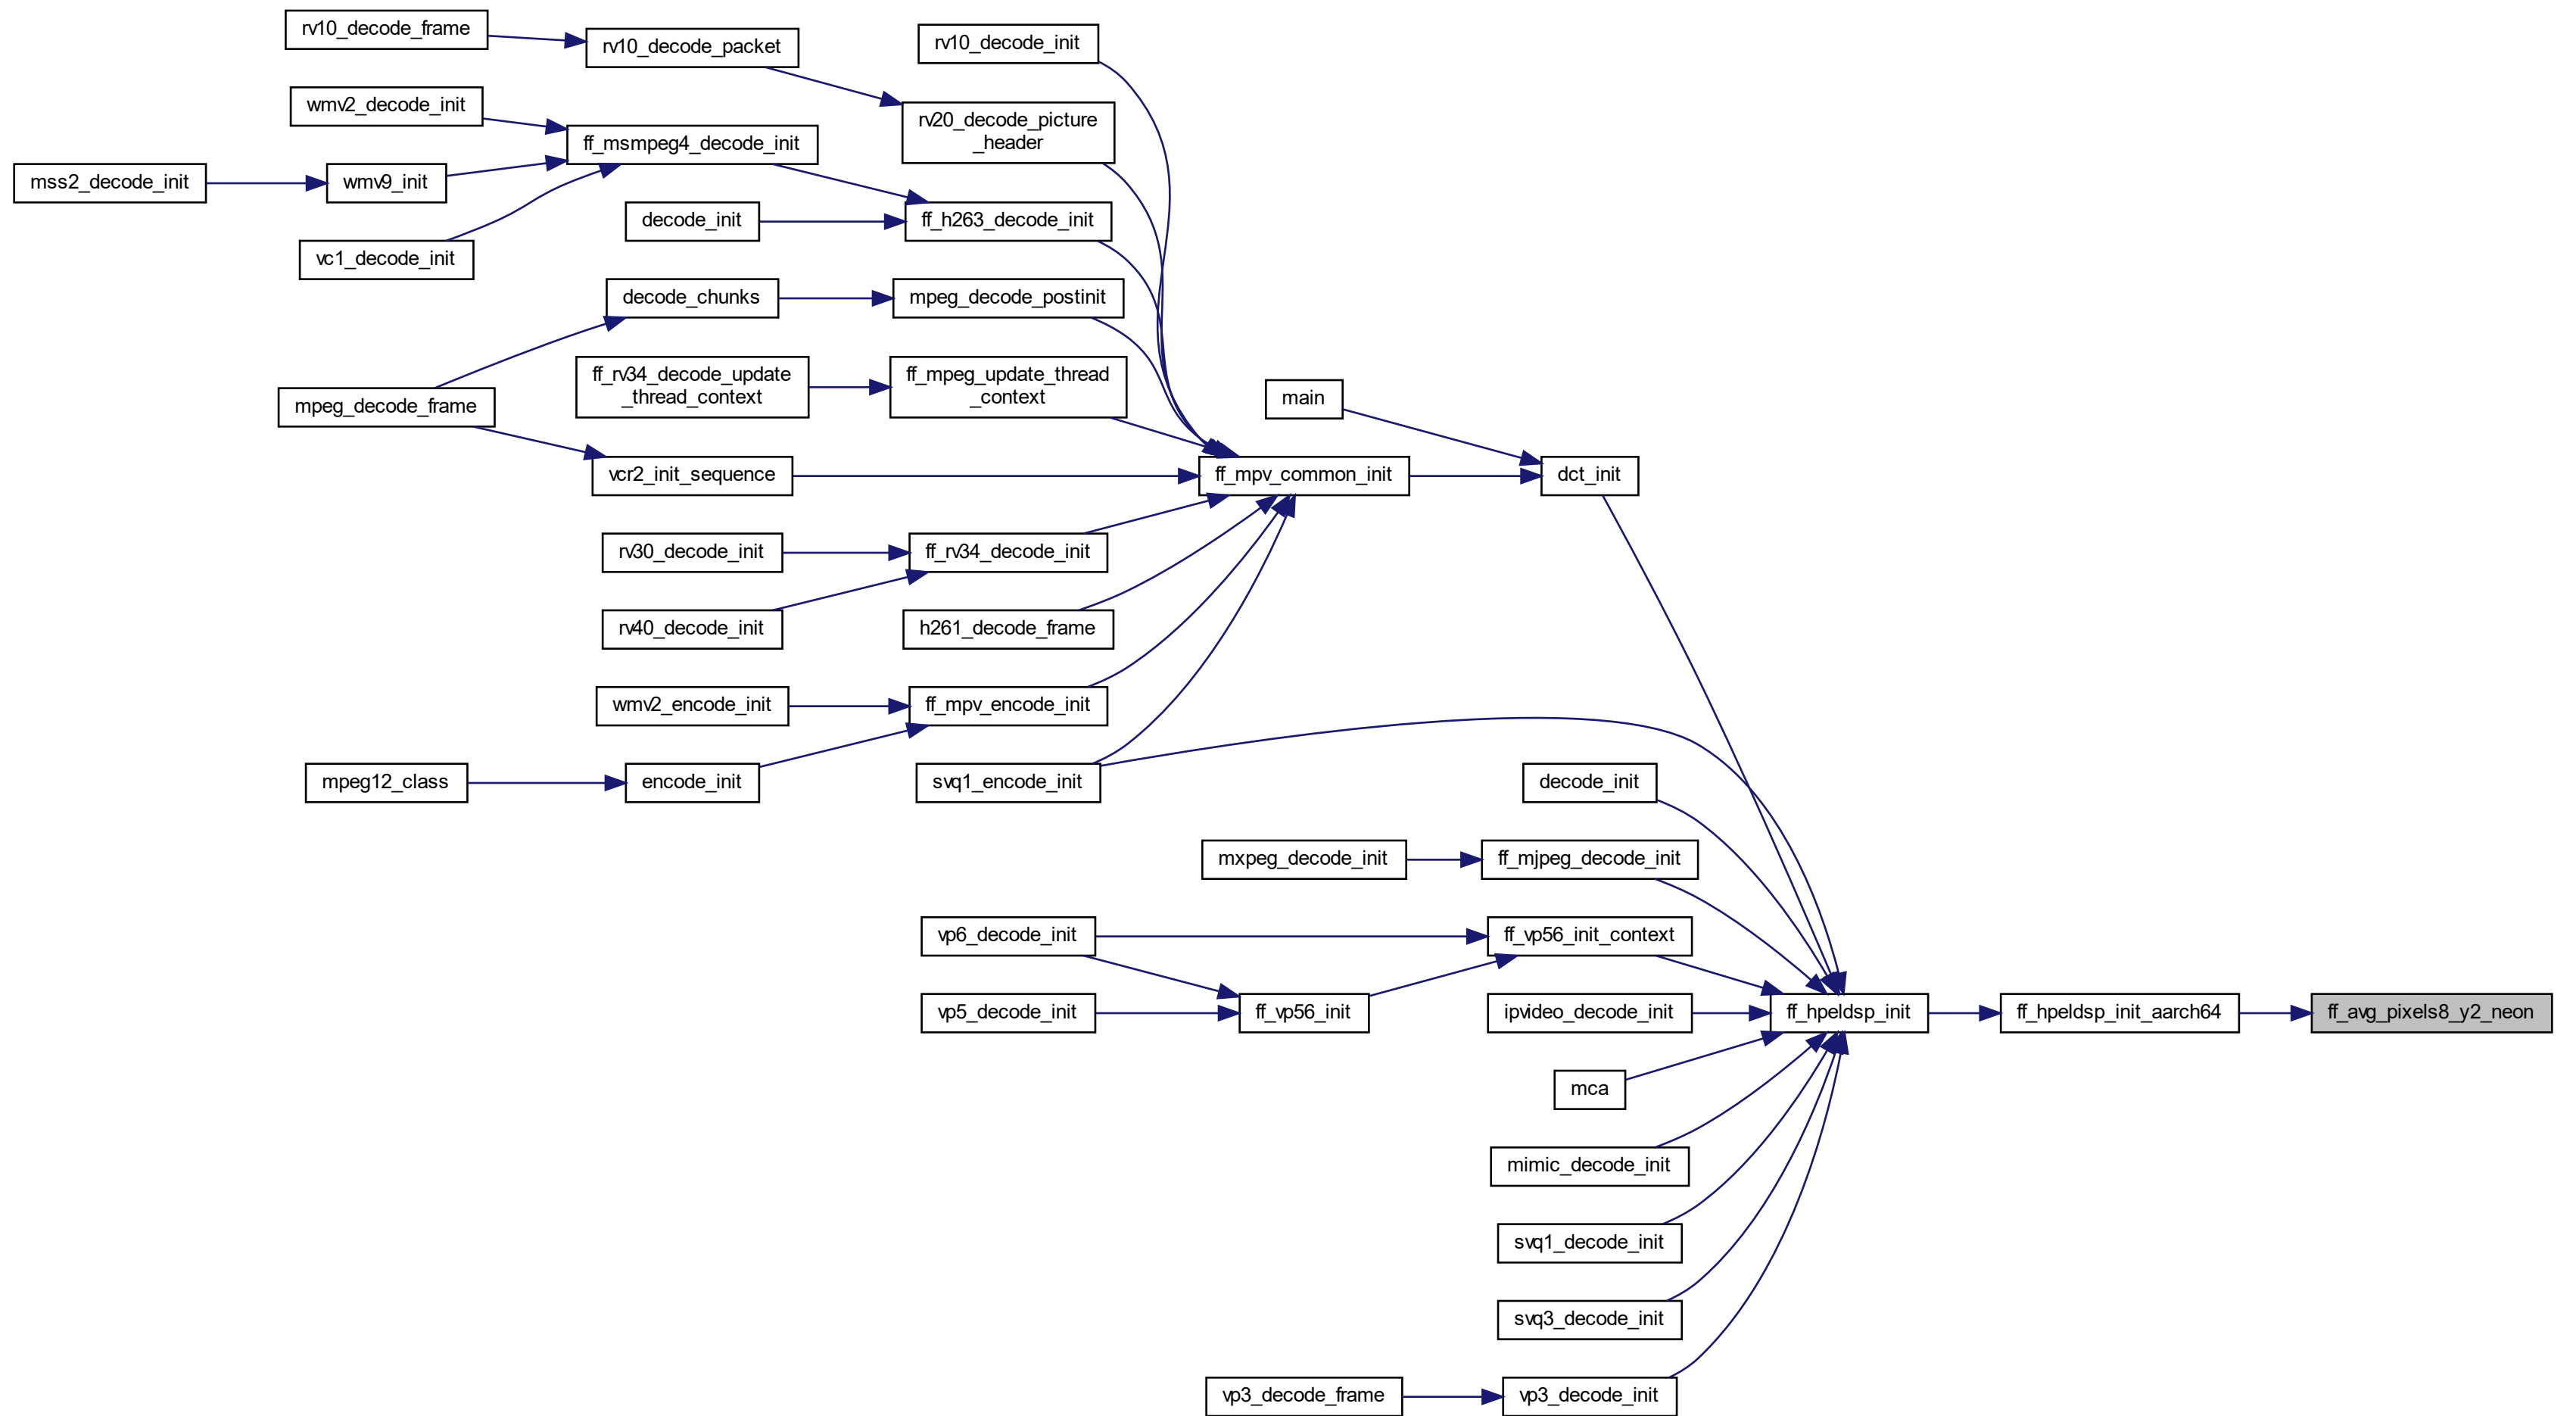 rv10_decode_frame
rv10_decode_packet
rv10_decode_init
wmv2_decode_init
rv20_decode_picture
_header
ff_msmpeg4_decode_init
mss2_decode_init
wmv9_init
decode_init
ff_h263_decode_init
vc1_decode_init
decode_chunks
mpeg_decode_postinit
ff_rv34_decode_update
_thread_context
ff_mpeg_update_thread
_context
main
mpeg_decode_frame
vcr2_init_sequence
ff_mpv_common_init
dct_init
rv30_decode_init
ff_rv34_decode_init
rv40_decode_init
h261_decode_frame
wmv2_encode_init
ff_mpv_encode_init
mpeg12_class
encode_init
svq1_encode_init
decode_init
mxpeg_decode_init
ff_mjpeg_decode_init
vp6_decode_init
ff_vp56_init_context
vp5_decode_init
ff_vp56_init
ipvideo_decode_init
ff_hpeldsp_init
ff_hpeldsp_init_aarch64
ff_avg_pixels8_y2_neon
mca
mimic_decode_init
svq1_decode_init
svq3_decode_init
vp3_decode_frame
vp3_decode_init